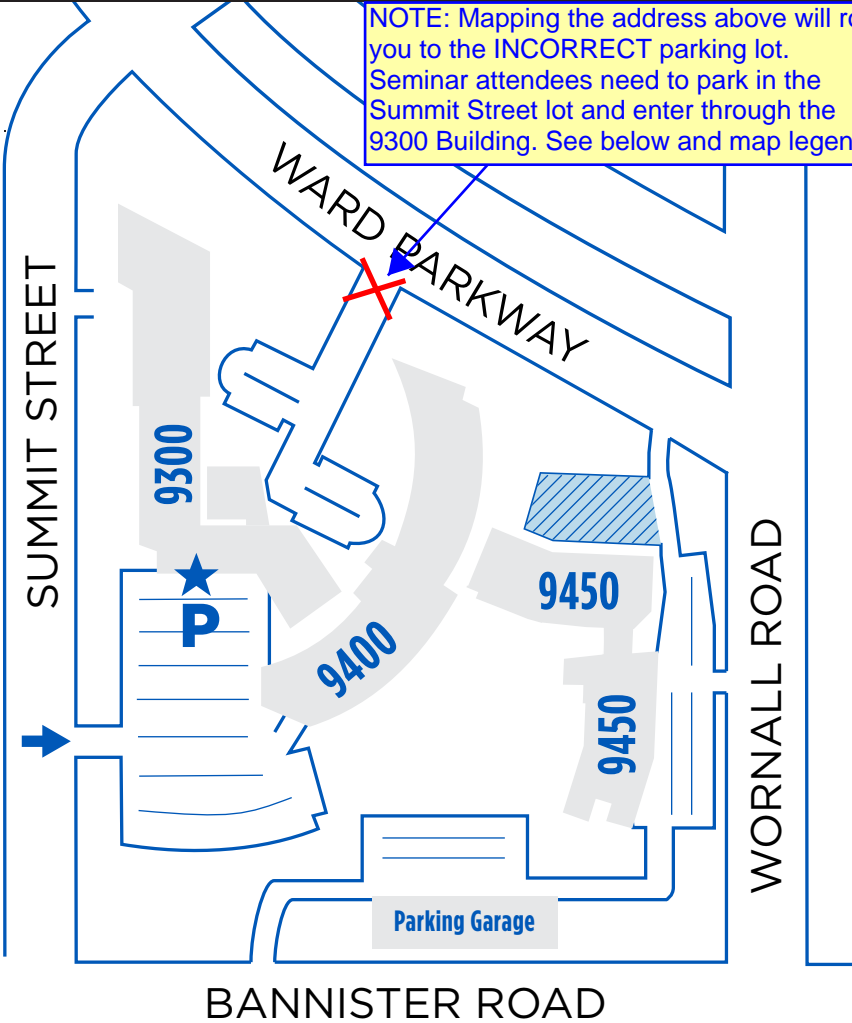 NOTE: Mapping the address above will ro
you to the INCORRECT parking lot.
Seminar attendees need to park in the
Summit Street lot and enter through the
9300 Building. See below and map legen
WARD PARKWAY
SUMMIT STREET
9300
P
9400
9450
9450
WORNALL ROAD
Parking Garage
BANNISTER ROAD